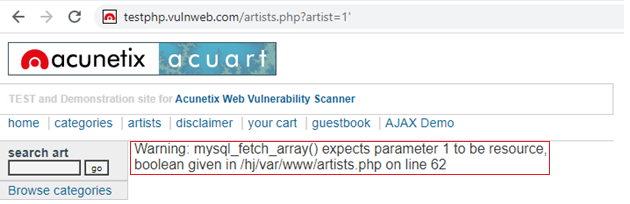 testphp.vulnweb.com/artists.php?artist=1'
acunetix acuart
TEST and Demonstration site for Acunetix Web Vulnerability Scanner
home | categories | artists | disclaimer | your cart | guestbook | AJAX Demo
search art
go
Browse categories
Warning: mysql_fetch_array() expects parameter 1 to be resource,
boolean given in /hj/var/www/artists.php on line 62